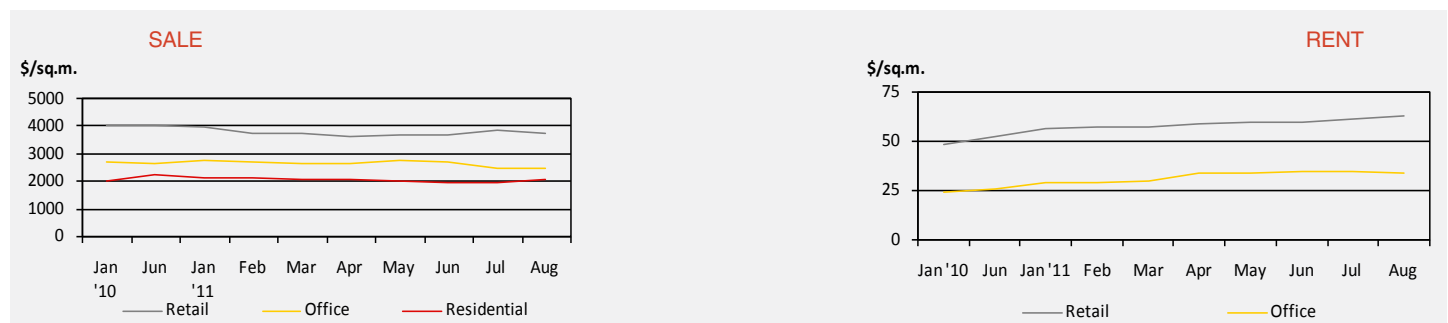 SALE
$/sq.m.
5000
4000
3000
2000
1000
0
Jan '10 Jun Jan '11 Feb Mar Apr May Jun Jul Aug
Retail Office Residential
RENT
$/sq.m.
75
50
25
0
Jan '10 Jun Jan '11 Feb Mar Apr May Jun Jul Aug
Retail Office